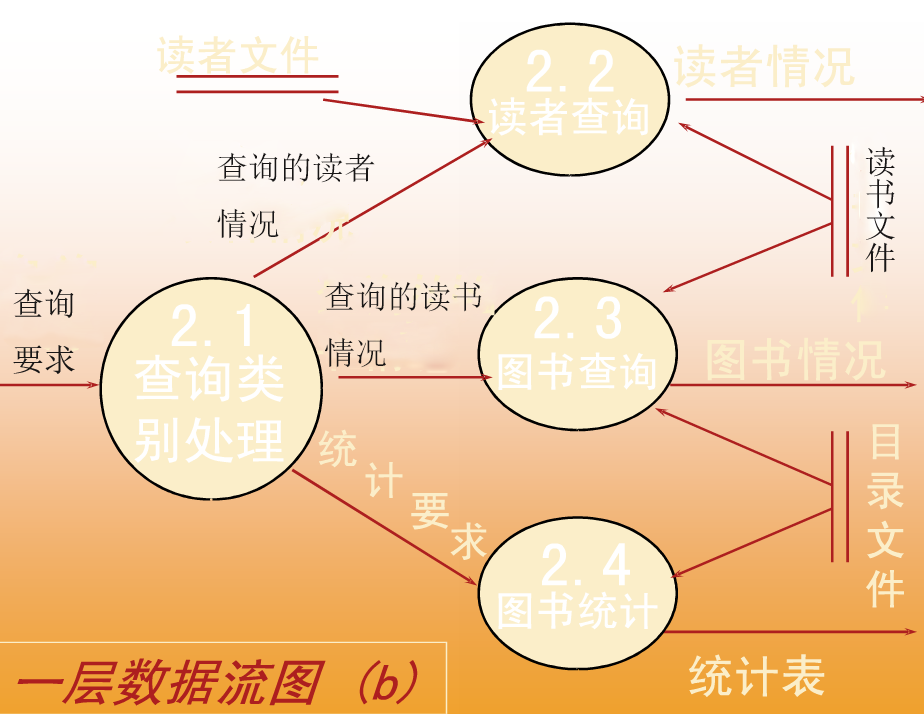 读者文件
2.2
读者查询
读者情况
查询的读者
情况
读书文件
查询
要求
2.1
查询类
别处理
查询的读书
情况
2.3
图书查询
图书情况
统计要求
目录文件
2.4
图书统计
统计表
一层数据流图 (b)